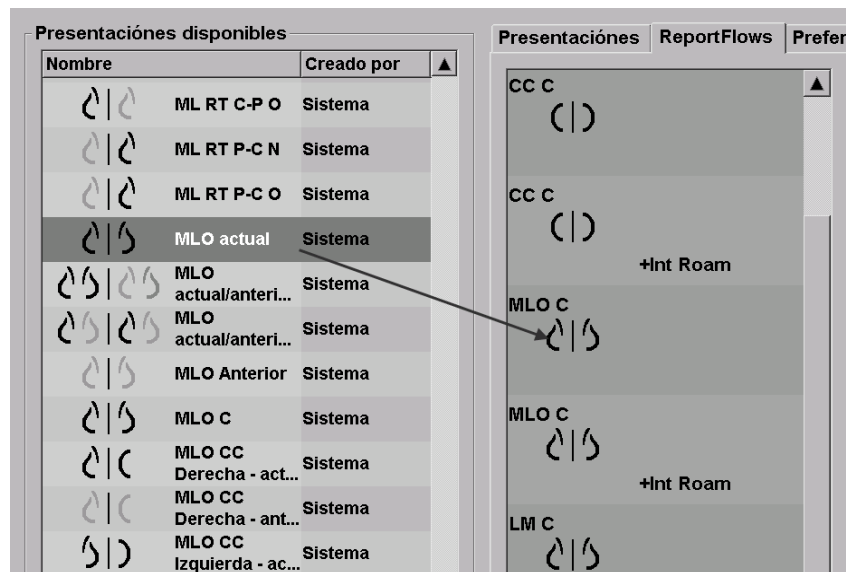 Presentaciónes disponibles
Nombre Creado por
ML RT C-P O Sistema
ML RT P-C N Sistema
ML RT P-C O Sistema
MLO actual Sistema
MLO
actual/anteri... Sistema
MLO
actual/anteri... Sistema
MLO Anterior Sistema
MLO C Sistema
MLO CC
Derecha - act... Sistema
MLO CC
Derecha - ant... Sistema
MLO CC
Izquierda - ac... Sistema
Presentaciónes ReportFlows Prefer
CC C
CC C
+Int Roam
MLO C
MLO C
+Int Roam
LM C